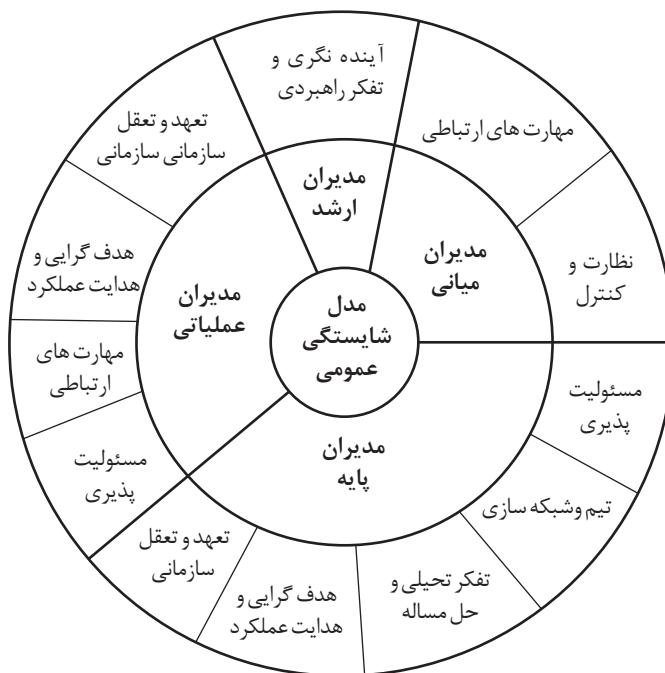 آینده نگری و
تفکر راهبردی
مهارت های ارتباطی
نظارت و
کنترل
مسئولیت
پذیری
تیم وشبکه سازی
تفکر تحیلی و
حل مساله
هدف گرایی و
هدایت عملکرد
تعهد و تعقل
سازمانی
مسئولیت
پذیری
مهارت های
ارتباطی
هدف گرایی و
هدایت عملکرد
تعهد و تعقل
سازمانی سازمانی
مدیران
ارشد
مدیران
میانی
مدیران
پایه
مدیران
عملیاتی
مدل
شایستگی
عمومی